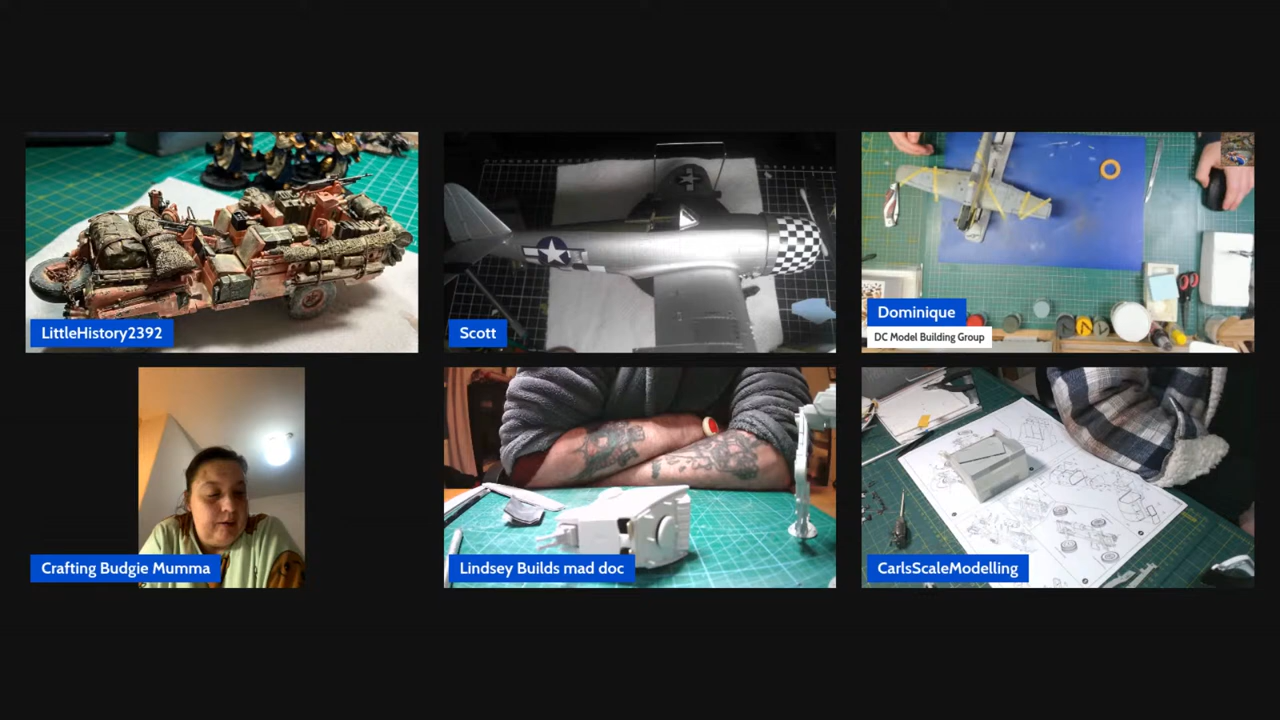 LittleHistory2392
Scott
Dominique
DC Model Building Group
Crafting Budgie Mumma
Lindsey Builds mad doc
CarlsScaleModelling